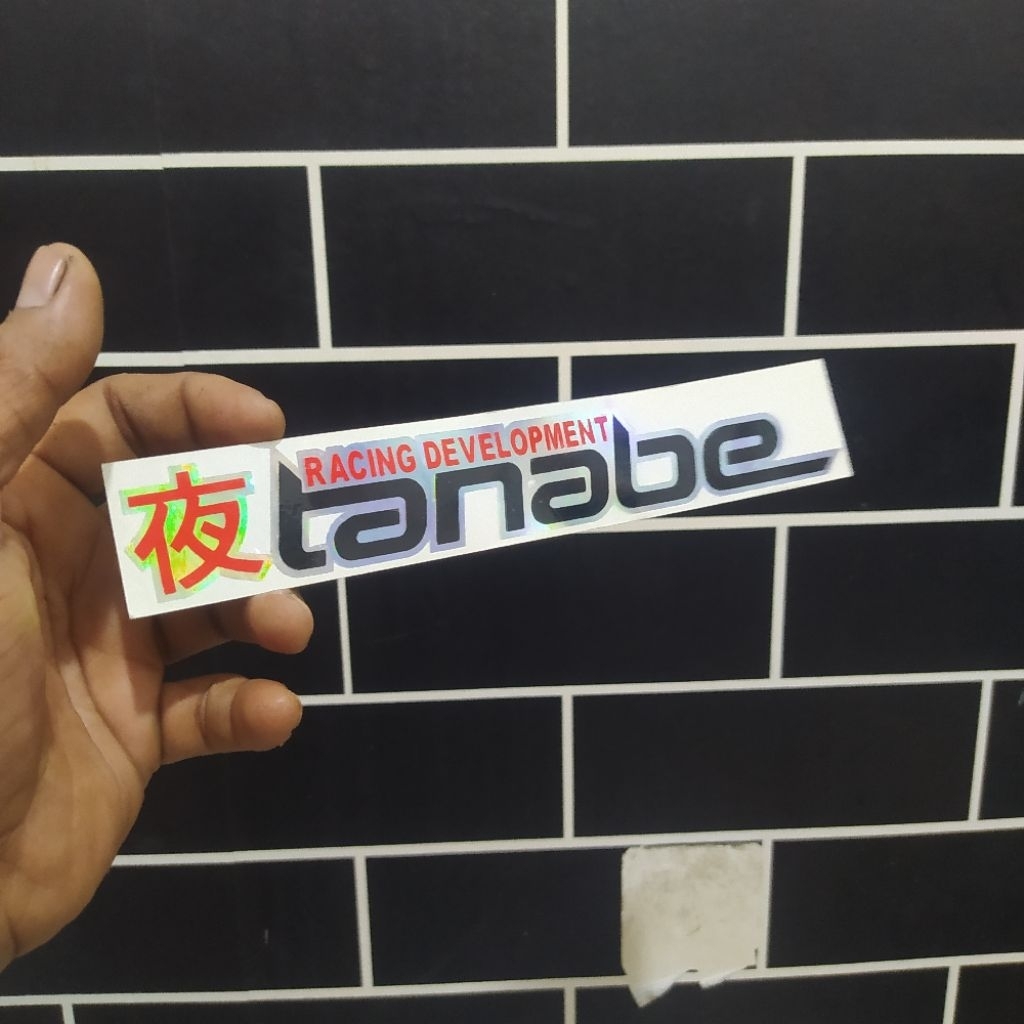 夜
RACING DEVELOPMENT
tanabe